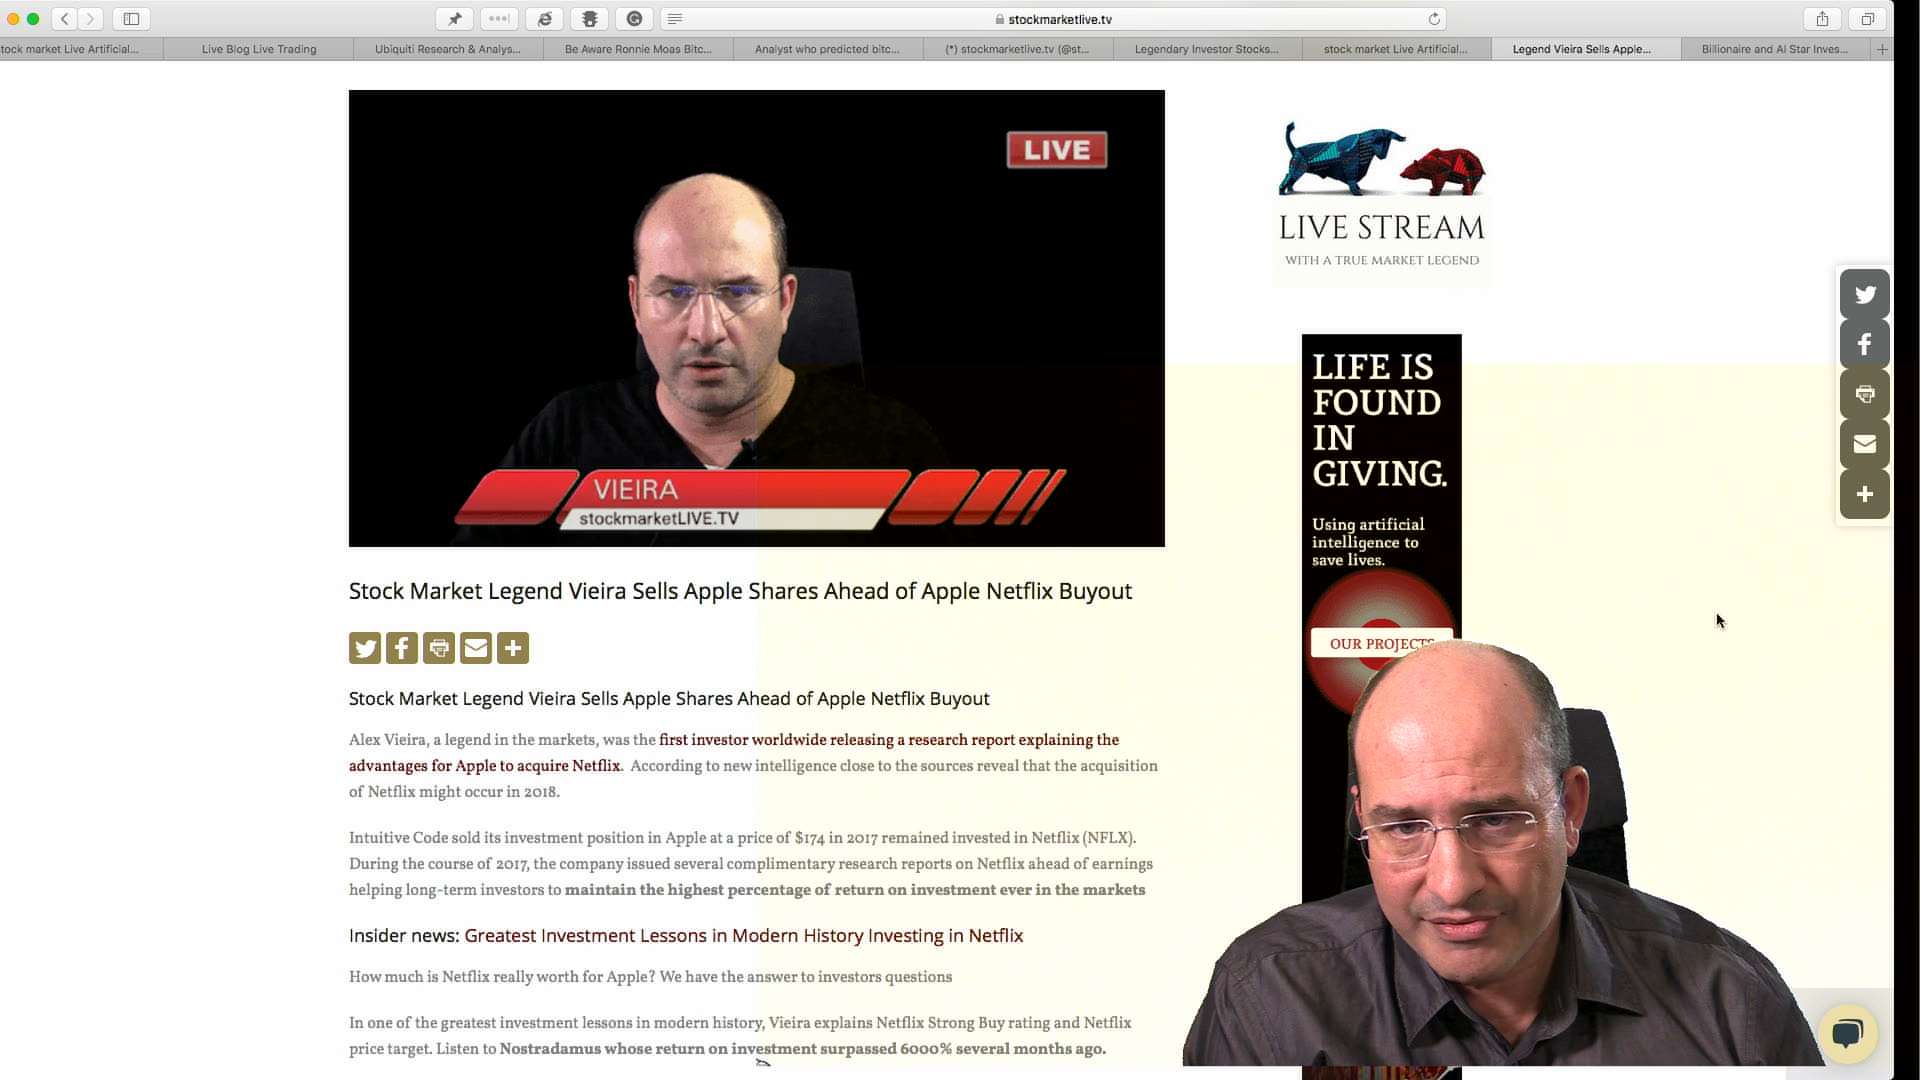 stockmarketlive.tv
tock market Live Artificial...
Live Blog Live Trading
Ubiquiti Research & Analys...
Be Aware Ronnie Moas Bitc...
Analyst who predicted bitc...
(*) stockmarketlive.tv (@st...
Legendary Investor Stocks...
stock market Live Artificial...
Legend Vieira Sells Apple...
Billionaire and AI Star Inves...
LIVE
VIEIRA
stockmarketLIVE.TV
LIVE STREAM
WITH A TRUE MARKET LEGEND
LIFE IS
FOUND
IN
GIVING.
Using artificial
intelligence to
save lives.
OUR PROJECTS
Stock Market Legend Vieira Sells Apple Shares Ahead of Apple Netflix Buyout
Stock Market Legend Vieira Sells Apple Shares Ahead of Apple Netflix Buyout
Alex Vieira, a legend in the markets, was the first investor worldwide releasing a research report explaining the
advantages for Apple to acquire Netflix. According to new intelligence close to the sources reveal that the acquisition
of Netflix might occur in 2018.
Intuitive Code sold its investment position in Apple at a price of $174 in 2017 remained invested in Netflix (NFLX).
During the course of 2017, the company issued several complimentary research reports on Netflix ahead of earnings
helping long-term investors to maintain the highest percentage of return on investment ever in the markets
Insider news: Greatest Investment Lessons in Modern History Investing in Netflix
How much is Netflix really worth for Apple? We have the answer to investors questions
In one of the greatest investment lessons in modern history, Vieira explains Netflix Strong Buy rating and Netflix
price target. Listen to Nostradamus whose return on investment surpassed 6000% several months ago.